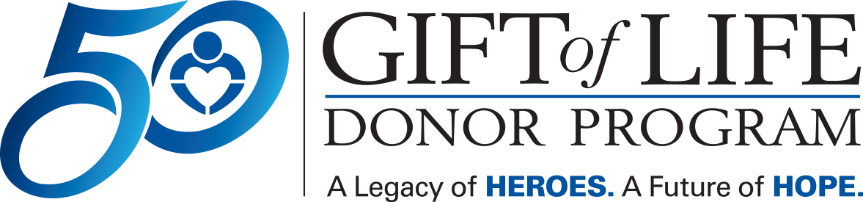 50
GIFT of LIFE
DONOR PROGRAM
A Legacy of HEROES. A Future of HOPE.